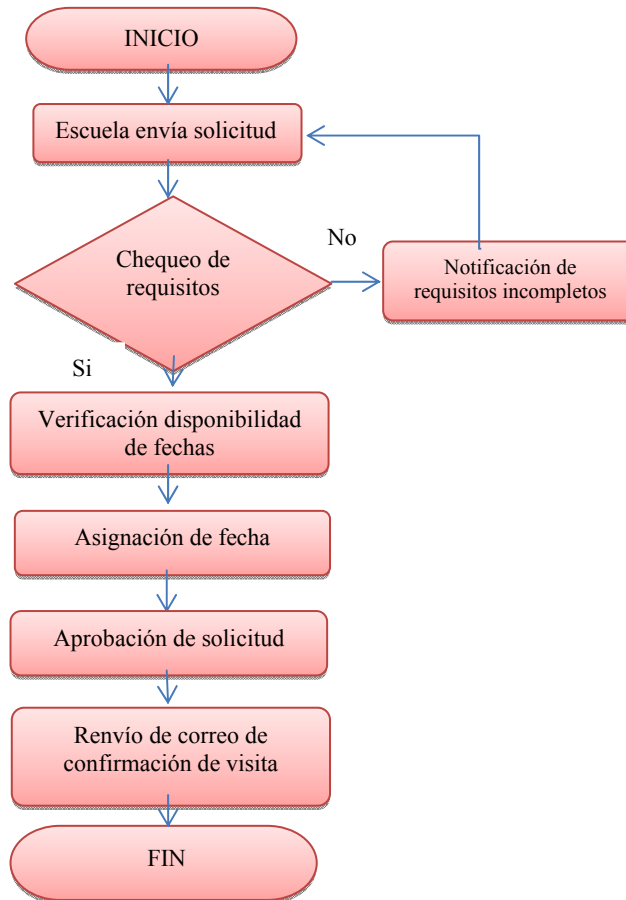 INICIO
Escuela envía solicitud
Chequeo de
requisitos
No
Notificación de
requisitos incompletos
Si
Verificación disponibilidad
de fechas
Asignación de fecha
Aprobación de solicitud
Renvío de correo de
confirmación de visita
FIN